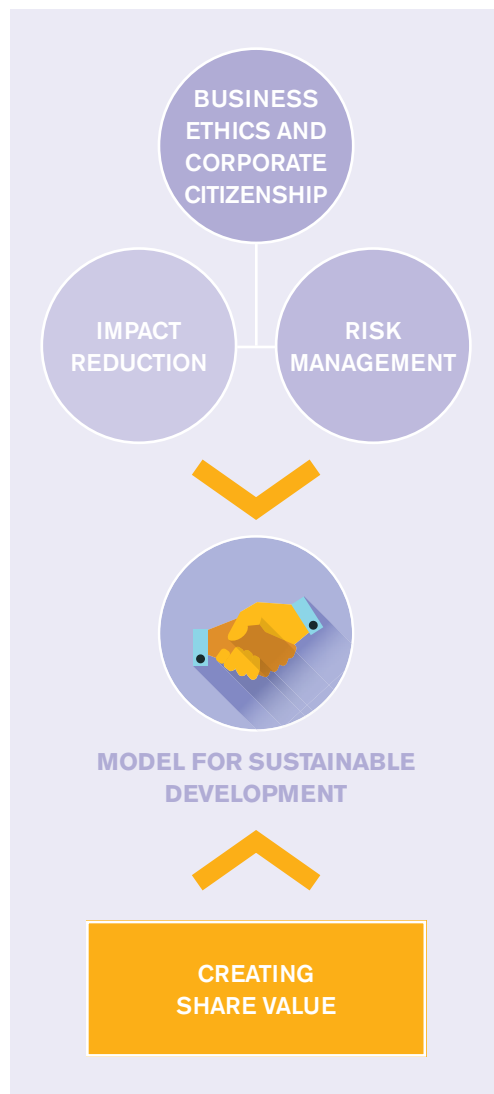 BUSINESS
ETHICS AND
CORPORATE
CITIZENSHIP
IMPACT
REDUCTION
RISK
MANAGEMENT
MODEL FOR SUSTAINABLE
DEVELOPMENT
CREATING
SHARE VALUE